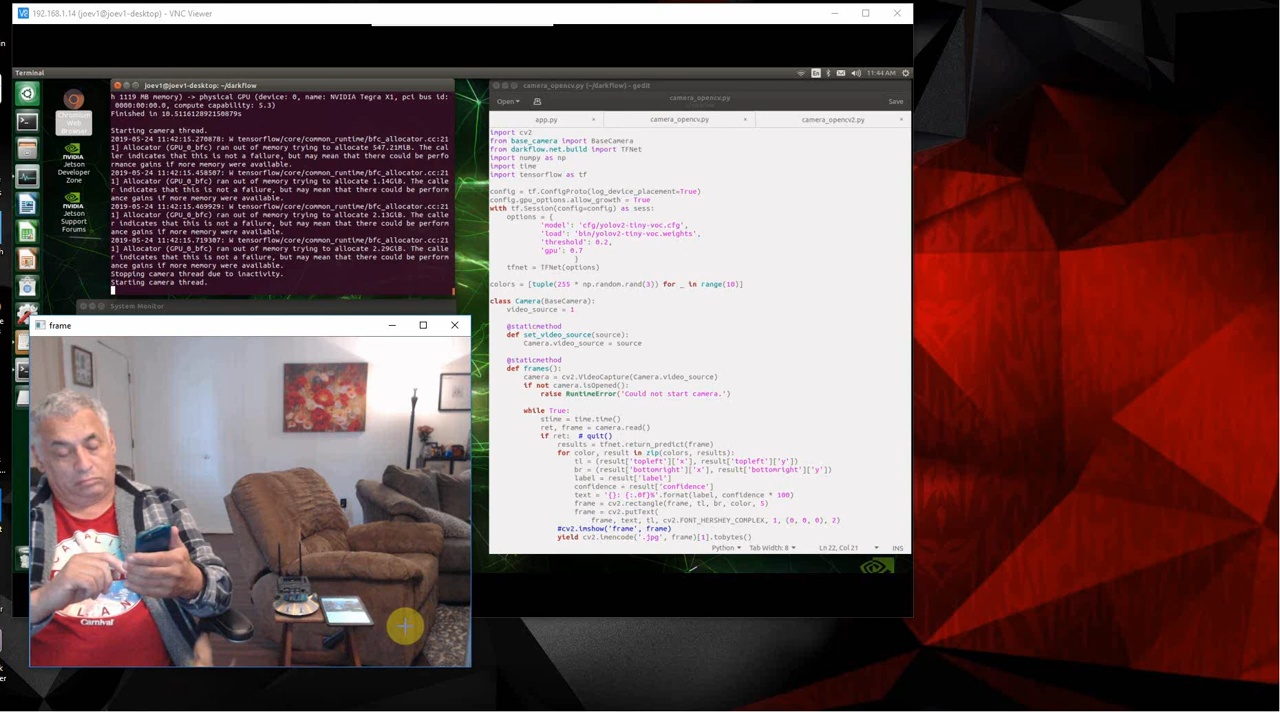 192.168.1.14 (joev1@joev1-desktop) - VNC Viewer
Terminal
En
11:44 AM
joev1@joev1-desktop: ~/darkflow
h 1119 MB memory) -> physical GPU (device: 0, name: NVIDIA Tegra X1, pci bus id:
0000:00:00.0, compute capability: 5.3)
Finished in 10.511612892150879s
Starting camera thread.
2019-05-24 11:42:15.270878: W tensorflow/core/common_runtime/bfc_allocator.cc:21
1] Allocator (GPU_0_bfc) ran out of memory trying to allocate 547.21MiB. The cal
ler indicates that this is not a failure, but may mean that there could be perfo
rmance gains if more memory were available.
2019-05-24 11:42:15.458507: W tensorflow/core/common_runtime/bfc_allocator.cc:21
1] Allocator (GPU_0_bfc) ran out of memory trying to allocate 1.14GiB. The calle
r indicates that this is not a failure, but may mean that there could be perform
ance gains if more memory were available.
2019-05-24 11:42:15.469929: W tensorflow/core/common_runtime/bfc_allocator.cc:21
1] Allocator (GPU_0_bfc) ran out of memory trying to allocate 2.13GiB. The calle
r indicates that this is not a failure, but may mean that there could be perform
ance gains if more memory were available.
2019-05-24 11:42:15.719307: W tensorflow/core/common_runtime/bfc_allocator.cc:21
1] Allocator (GPU_0_bfc) ran out of memory trying to allocate 2.29GiB. The calle
r indicates that this is not a failure, but may mean that there could be perform
ance gains if more memory were available.
Stopping camera thread due to inactivity.
Starting camera thread.
Chromium
Web
Browser
NVIDIA
Jetson
Developer
Zone
NVIDIA
Jetson
Support
Forums
System Monitor
frame
Carnival
camera_opencv.py (~/darkflow) - gedit
Open
camera_opencv.py
~/darkflow
Save
app.py
camera_opencv.py
camera_opencv2.py
import cv2
from base_camera import BaseCamera
from darkflow.net.build import TFNet
import numpy as np
import time
import tensorflow as tf
config = tf.ConfigProto(log_device_placement=True)
config.gpu_options.allow_growth = True
with tf.Session(config=config) as sess:
options = {
'model': 'cfg/yolov2-tiny-voc.cfg',
'load': 'bin/yolov2-tiny-voc.weights',
'threshold': 0.2,
'gpu': 0.7
}
tfnet = TFNet(options)
colors = [tuple(255 * np.random.rand(3)) for _ in range(10)]
class Camera(BaseCamera):
video_source = 1
@staticmethod
def set_video_source(source):
Camera.video_source = source
@staticmethod
def frames():
camera = cv2.VideoCapture(Camera.video_source)
if not camera.isOpened():
raise RuntimeError('Could not start camera.')
while True:
stime = time.time()
ret, frame = camera.read()
if ret: # quit()
results = tfnet.return_predict(frame)
for color, result in zip(colors, results):
tl = (result['topleft']['x'], result['topleft']['y'])
br = (result['bottomright']['x'], result['bottomright']['y'])
label = result['label']
confidence = result['confidence']
text = '{}: {:.0f}%'.format(label, confidence * 100)
frame = cv2.rectangle(frame, tl, br, color, 5)
frame = cv2.putText(
frame, text, tl, cv2.FONT_HERSHEY_COMPLEX, 1, (0, 0, 0), 2)
#cv2.imshow('frame', frame)
yield cv2.imencode('.jpg', frame)[1].tobytes()
Python
Tab Width: 8
Ln 22, Col 21
INS